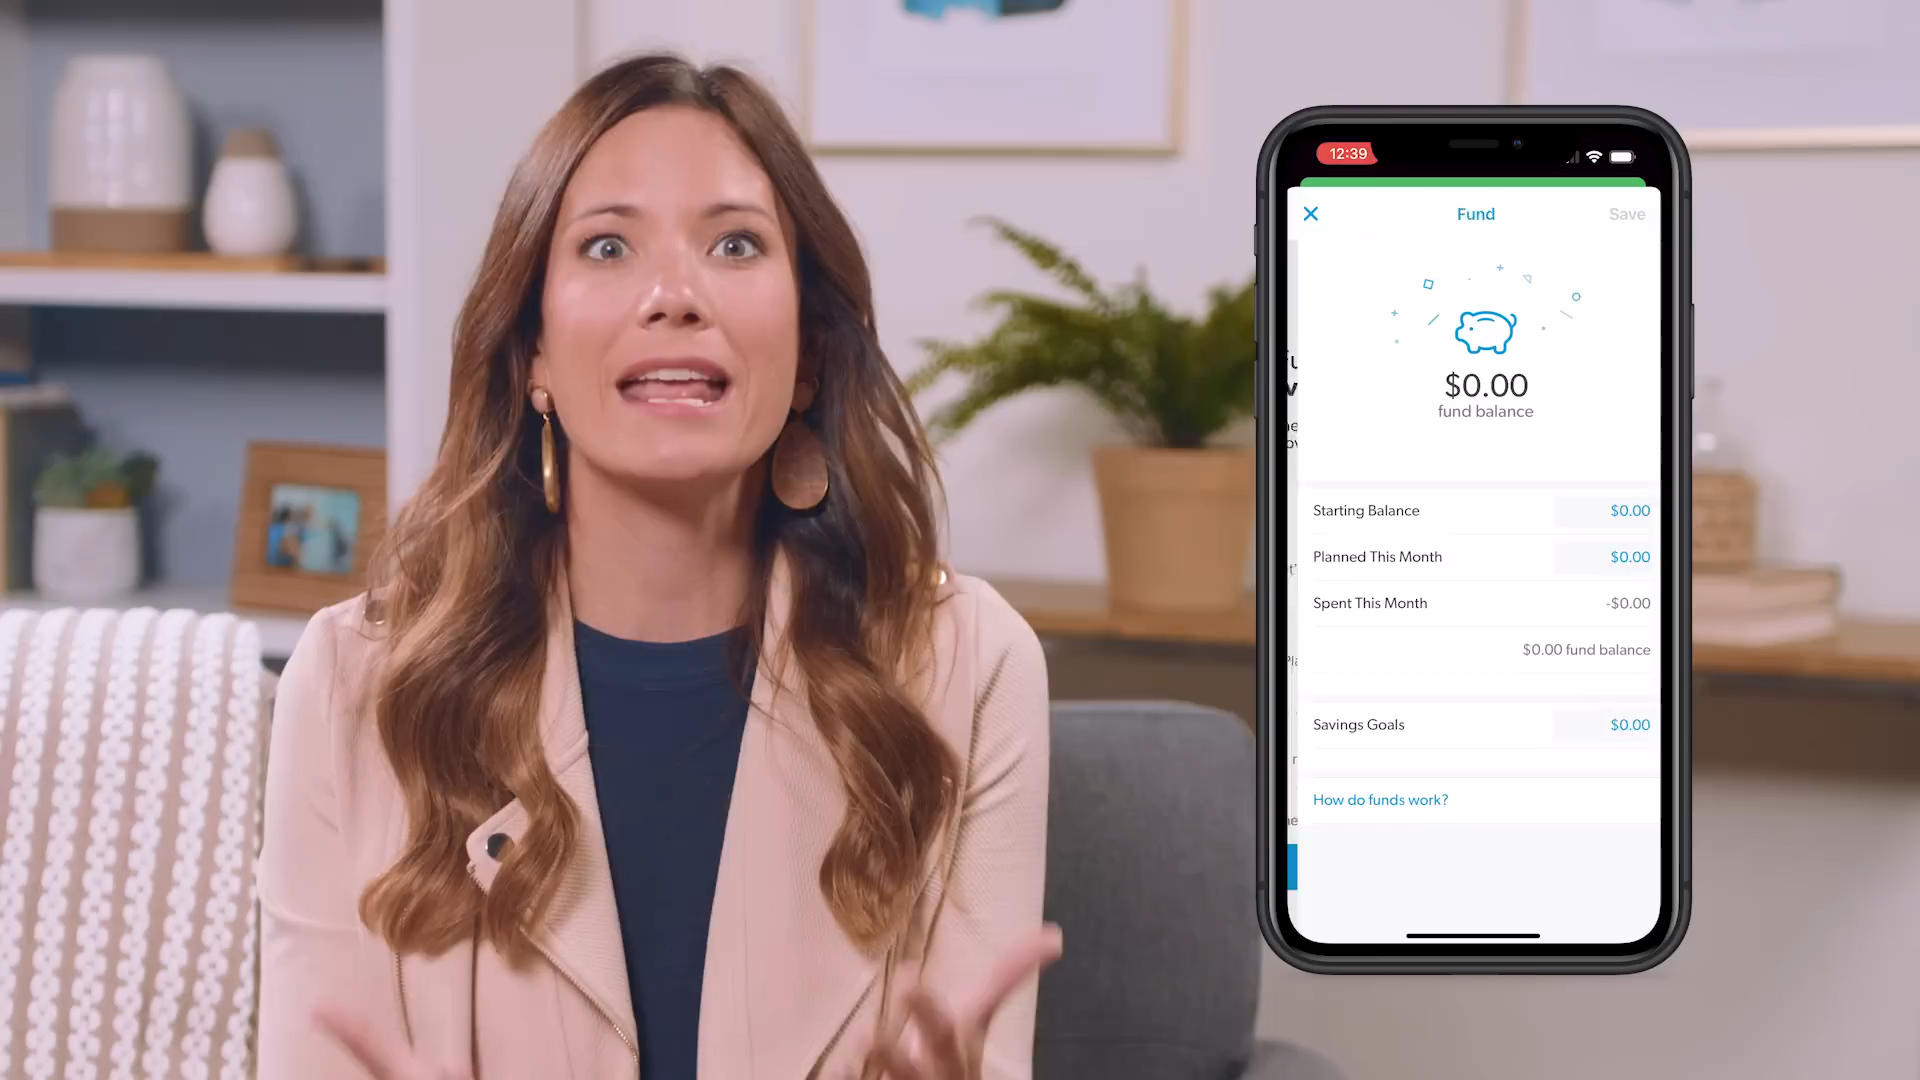 12:39
Fund
Save
$0.00
fund balance
Starting Balance
$0.00
Planned This Month
$0.00
Spent This Month
-$0.00
$0.00 fund balance
Savings Goals
$0.00
How do funds work?